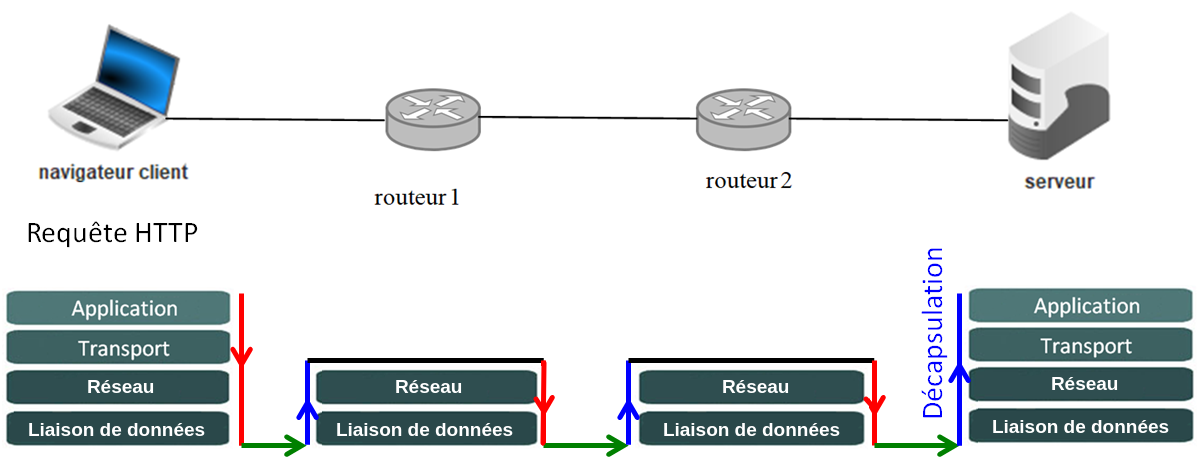 navigateur client
routeur 1
routeur 2
serveur
Requête HTTP
Application
Transport
Réseau
Liaison de données
Réseau
Liaison de données
Réseau
Liaison de données
Décapsulation
Application
Transport
Réseau
Liaison de données